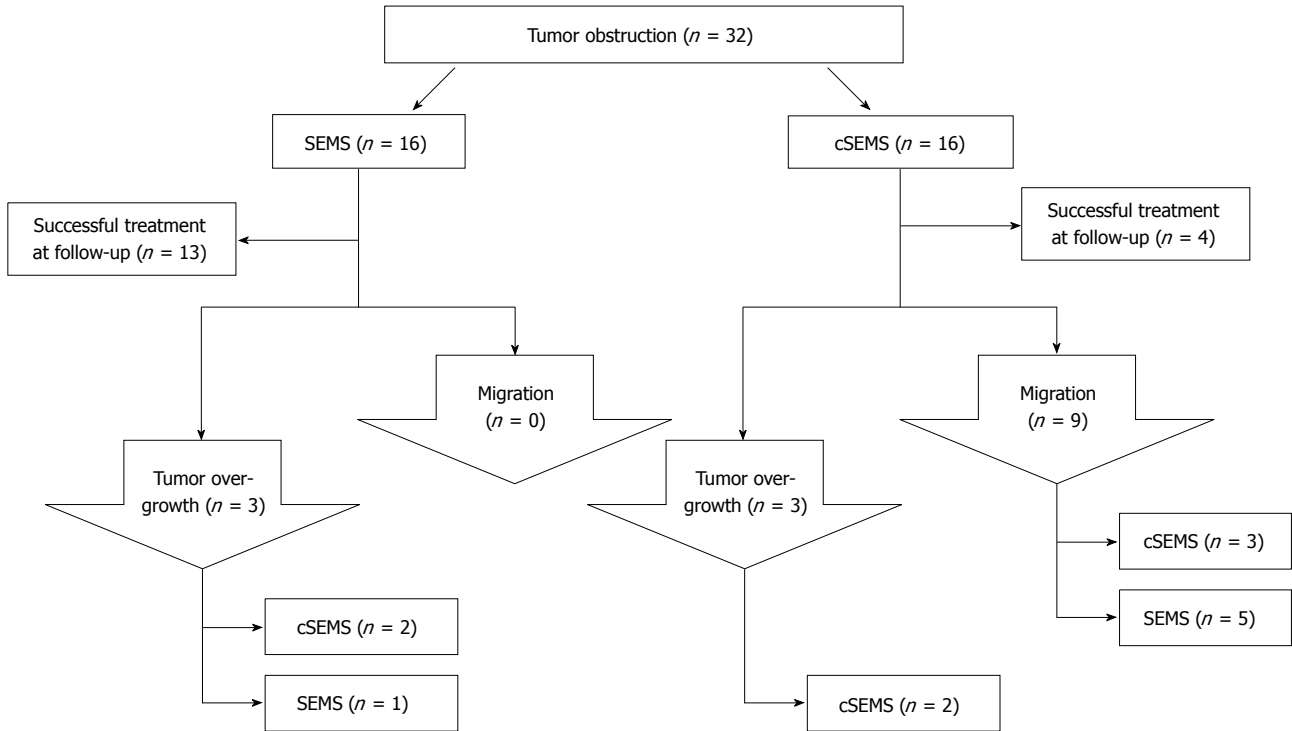 Tumor obstruction (n = 32)
SEMS (n = 16)
cSEMS (n = 16)
Successful treatment
at follow-up (n = 13)
Successful treatment
at follow-up (n = 4)
Migration
(n = 0)
Migration
(n = 9)
Tumor over-
growth (n = 3)
Tumor over-
growth (n = 3)
cSEMS (n = 3)
SEMS (n = 5)
cSEMS (n = 2)
SEMS (n = 1)
cSEMS (n = 2)